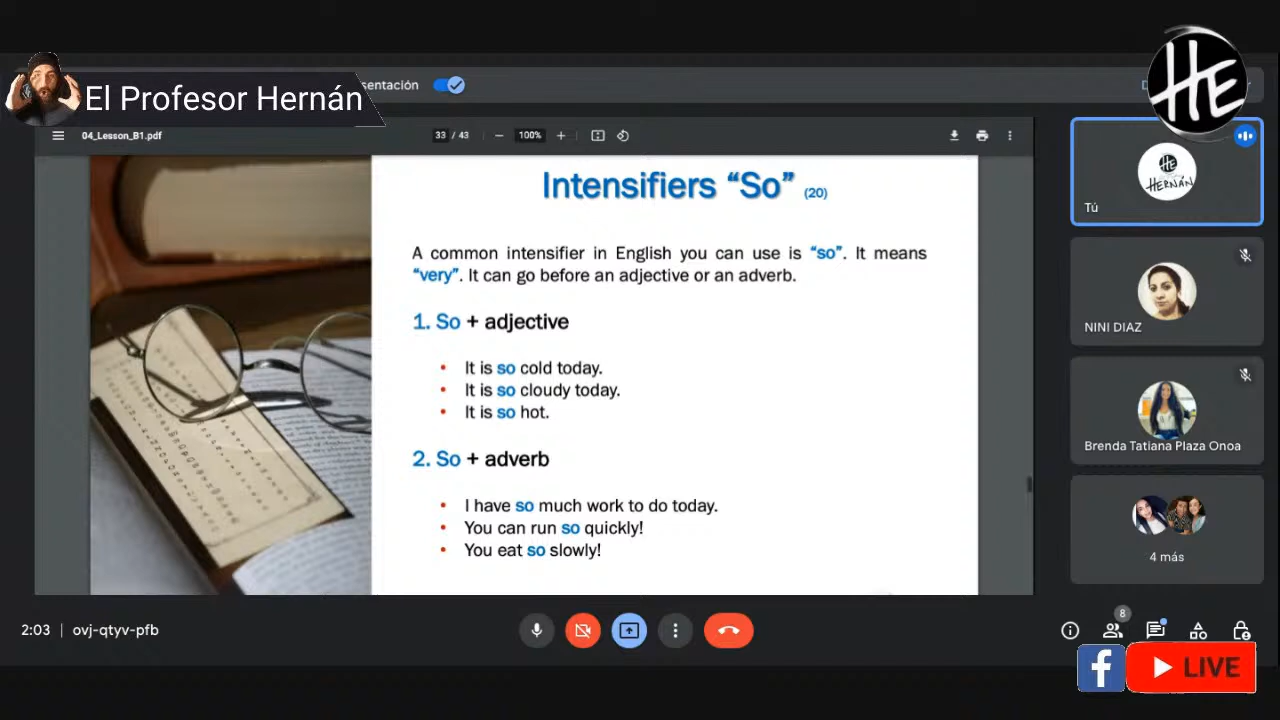 El Profesor Hernán
sentación
HE
04_Lesson_B1.pdf
33 / 43
100%
Intensifiers “So” (20)
A common intensifier in English you can use is “so”. It means
“very”. It can go before an adjective or an adverb.
1. So + adjective
• It is so cold today.
• It is so cloudy today.
• It is so hot.
2. So + adverb
• I have so much work to do today.
• You can run so quickly!
• You eat so slowly!
HE
HERNÁN
Tú
NINI DIAZ
Brenda Tatiana Plaza Onoa
4 más
2:03 | ovj-qtyv-pfb
8
f
LIVE